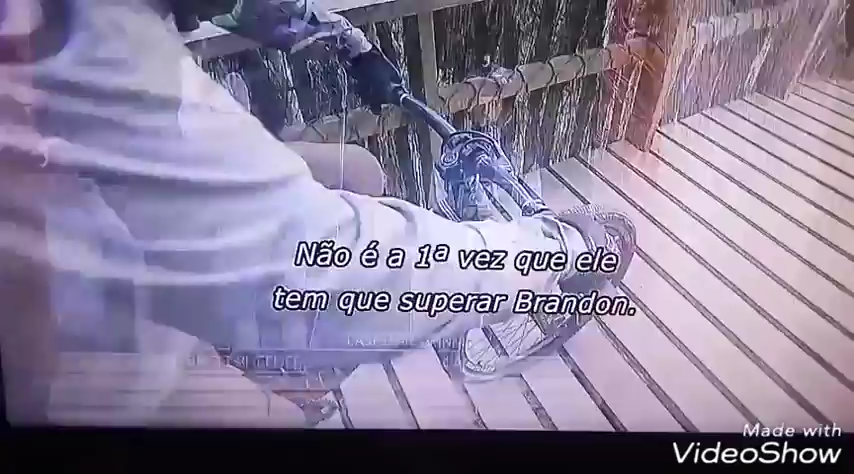 Não é a 1ª vez que ele
tem que superar Brandon.
Made with
VideoShow